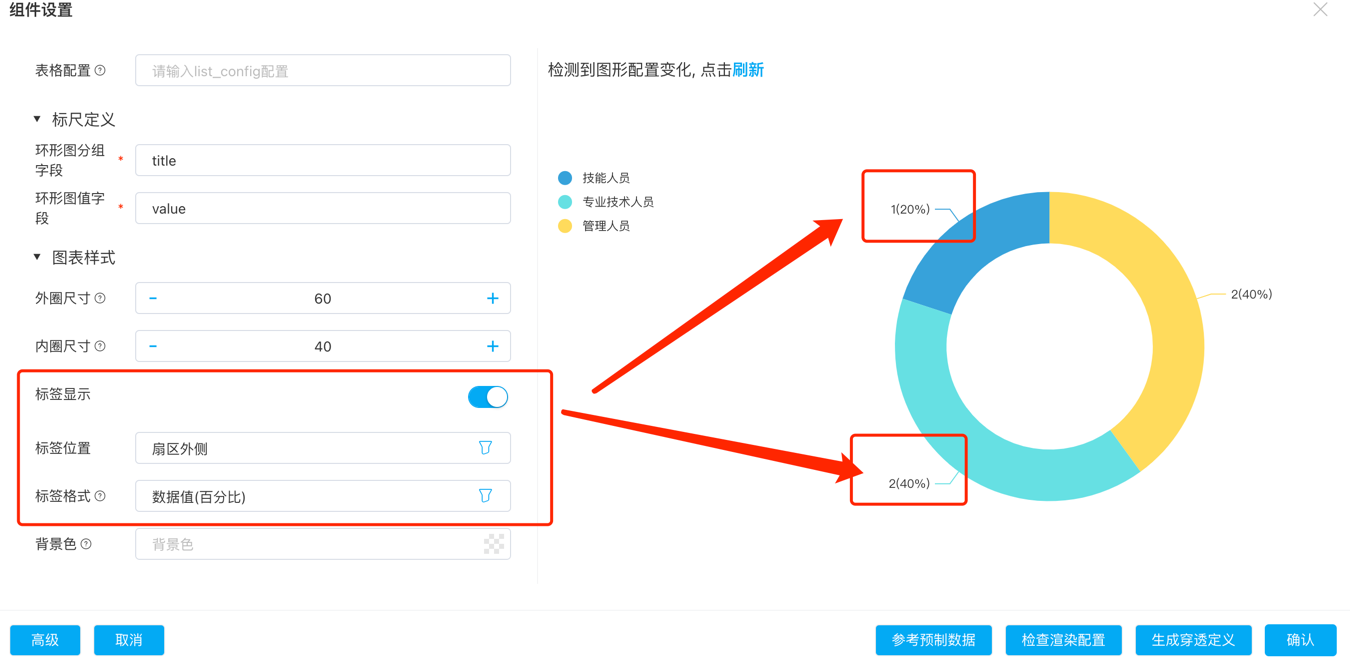 组件设置
表格配置
请输入list_config配置
标尺定义
环形图分组
字段
*
title
环形图值字
段
*
value
图表样式
外圈尺寸
60
内圈尺寸
40
标签显示
标签位置
扇区外侧
标签格式
数据值(百分比)
背景色
背景色
检测到图形配置变化, 点击刷新
技能人员
专业技术人员
管理人员
1(20%)
2(40%)
2(40%)
高级
取消
参考预制数据
检查渲染配置
生成穿透定义
确认